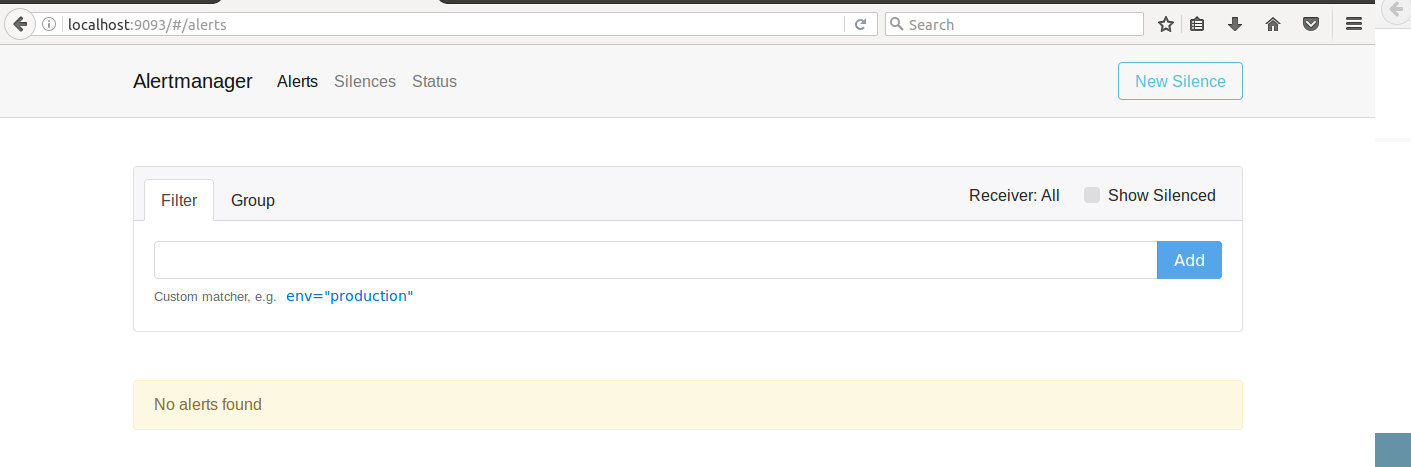 localhost:9093/#/alerts Search
Alertmanager Alerts Silences Status New Silence
Filter Group Receiver: All Show Silenced
Add
Custom matcher, e.g. env="production"
No alerts found